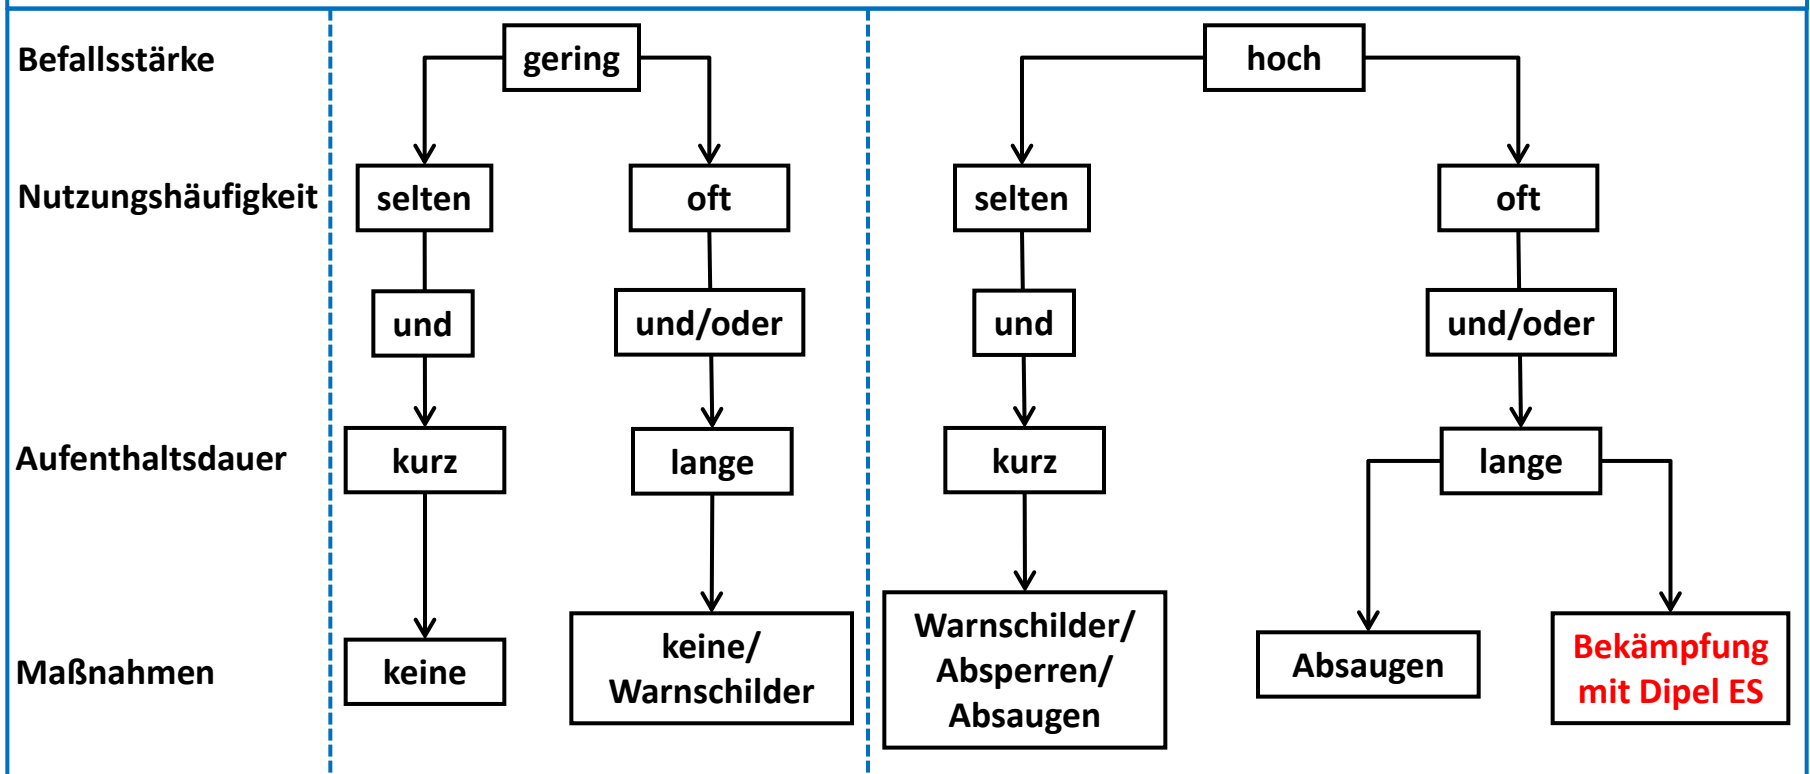 Befallsstärke
gering
hoch
Nutzungshäufigkeit
selten
oft
selten
oft
und
und/oder
und
und/oder
Aufenthaltsdauer
kurz
lange
kurz
lange
Maßnahmen
keine
keine/
Warnschilder
Warnschilder/
Absperren/
Absaugen
Absaugen
Bekämpfung
mit Dipel ES